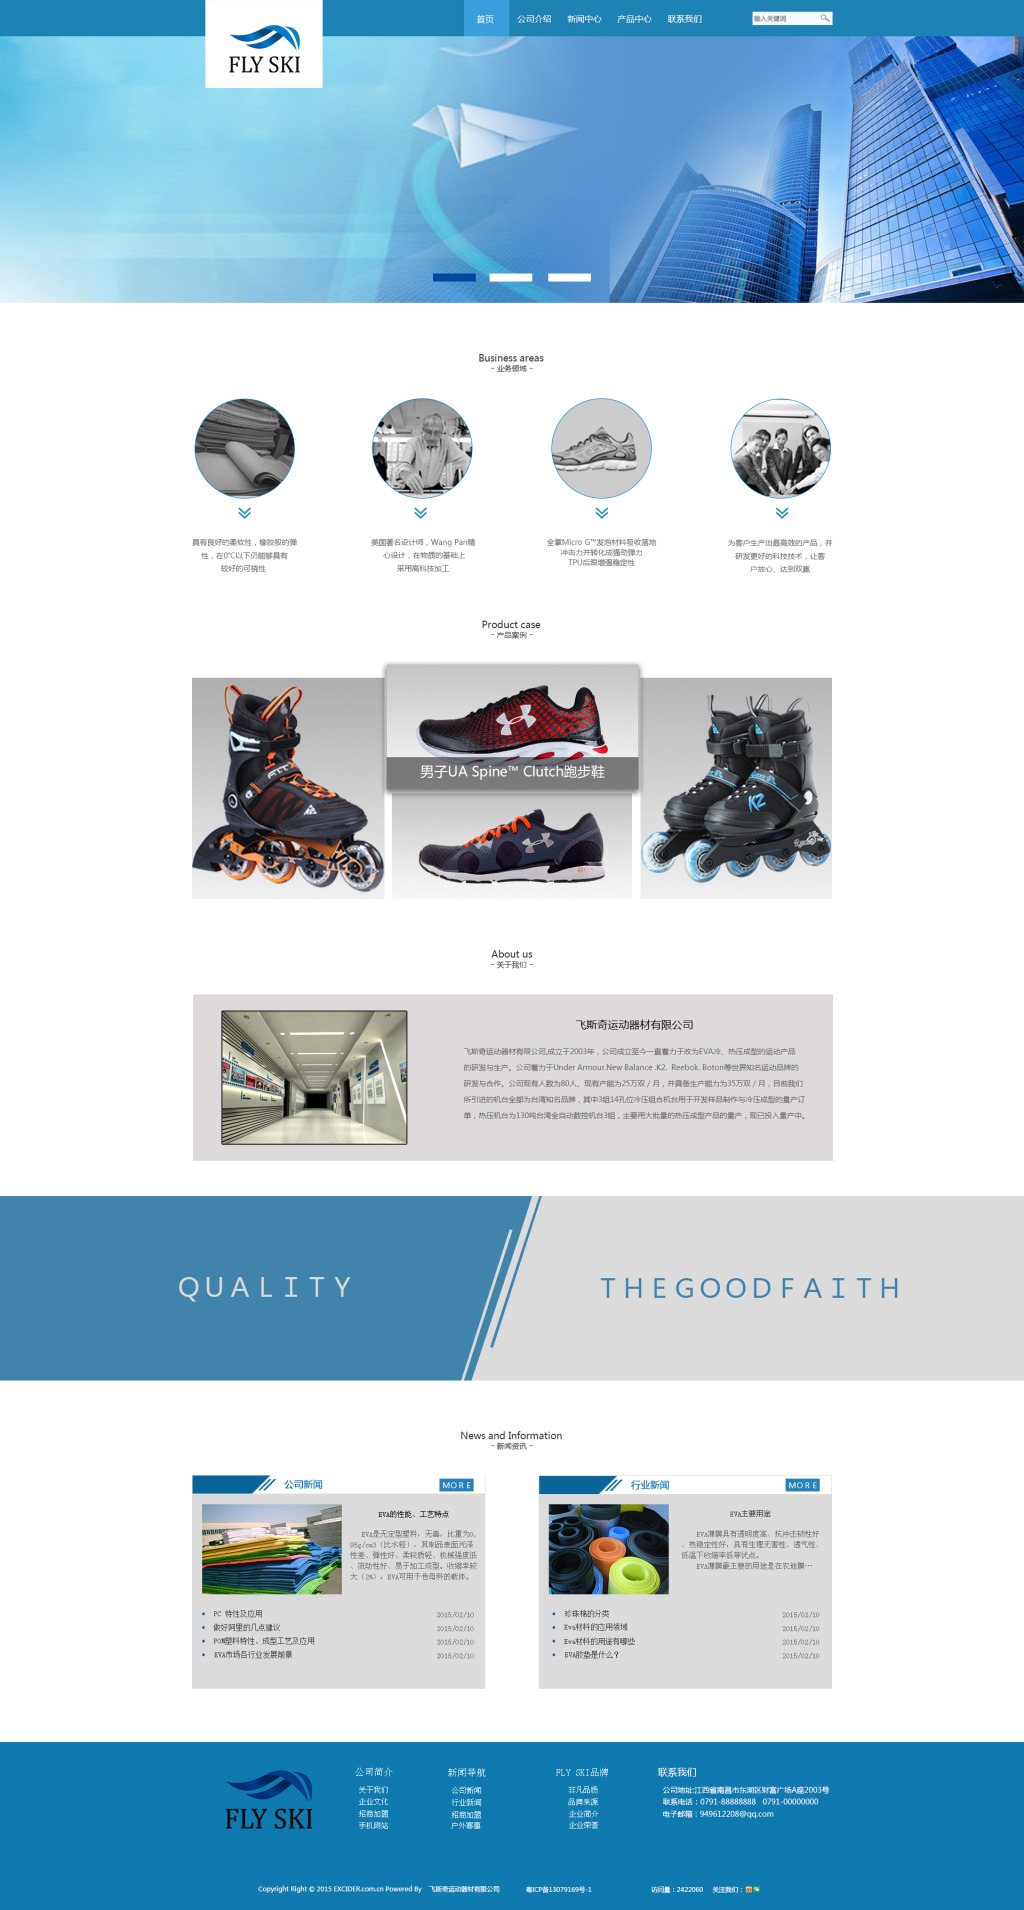 FLY SKI
首页 公司介绍 新闻中心 产品中心 联系我们
输入关键词
Business areas
- 业务领域 -
具有良好的柔软性，橡胶般的弹
性，在0℃以下仍能够具有
较好的可挠性
美国著名设计师，Wang Pan精
心设计，在物质的基础上
采用高科技加工
全掌Micro G™发泡材料吸收落地
冲击力并转化成强劲弹力
TPU后跟增强稳定性
为客户生产出最高效的产品，并
研发更好的科技技术，让客
户放心、达到双赢
Product case
- 产品案例 -
男子UA Spine™ Clutch跑步鞋
K2
About us
- 关于我们 -
飞斯奇运动器材有限公司
飞斯奇运动器材有限公司,成立于2003年，公司成立至今一直着力于改为EVA冷、热压成型的运动产品
的研发与生产。公司着力于Under Armour.New Balance .K2. Reebok. Boton等世界知名运动品牌的
研发与合作。公司现有人数为80人、现有产能为25万双 / 月，并具备生产能力为35万双 / 月，目前我们
所引进的机台全部为台湾知名品牌，其中3组14孔位冷压组合机台用于开发样品制作与冷压成型的量产订
单，热压机台为130吨台湾全自动数控机台3组，主要用大批量的热压成型产品的量产，现已投入量产中。
QUALITY
THEGOODFAITH
News and Information
- 新闻资讯 -
公司新闻 MORE
EVA的性能、工艺特点
EVA是无定型塑料，无毒，比重为0.
95g/cm3（比水轻），其制品表面光泽
性差、弹性好、柔软质轻、机械强度低
、流动性好、易于加工成型。收缩率较
大（2%），EVA可用于色母料的载体。
PC 特性及应用 2015/02/10
做好阿里的几点建议 2015/02/10
POM塑料特性、成型工艺及应用 2015/02/10
EVA市场各行业发展前景 2015/02/10
行业新闻 MORE
EVA主要用途
EVA薄膜具有透明度高、抗冲击韧性好
、热稳定性好，具有生理无害性、透气性、
低温下收缩率低等优点。
EVA薄膜最主要的用途是在农地膜…
珍珠棉的分类 2015/02/10
Eva材料的应用领域 2015/02/10
Eva材料的用途有哪些 2015/02/10
EVA胶垫是什么？ 2015/02/10
FLY SKI
公司简介
关于我们
企业文化
招商加盟
手机网站
新闻导航
公司新闻
行业新闻
招商加盟
户外赛事
FLY SKI品牌
非凡品质
品牌来源
企业简介
企业荣誉
联系我们
公司地址:江西省南昌市东湖区财富广场A座2003号
联系电话：0791-88888888 0791-00000000
电子邮箱：949612208@qq.com
Copyright Right © 2015 EXCIDER.com.cn Powered By 飞斯奇运动器材有限公司 粤ICP备13079169号-1 访问量：2422060 关注我们：